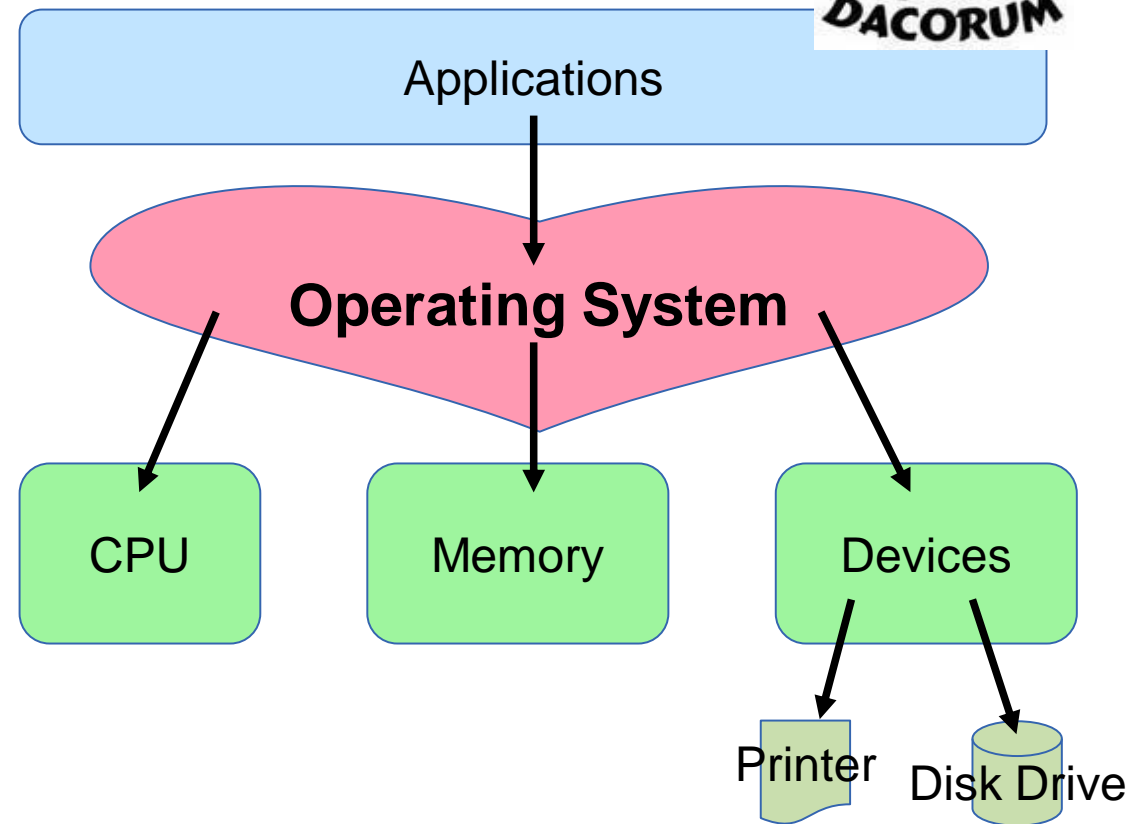 DACORUM
Applications
Operating System
CPU
Memory
Devices
Printer
Disk Drive